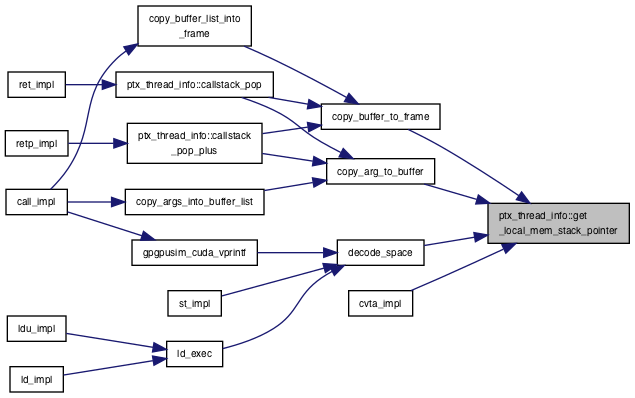 copy_buffer_list_into
_frame
ret_impl
ptx_thread_info::callstack_pop
copy_buffer_to_frame
retp_impl
ptx_thread_info::callstack
_pop_plus
copy_arg_to_buffer
call_impl
copy_args_into_buffer_list
ptx_thread_info::get
_local_mem_stack_pointer
gpgpusim_cuda_vprintf
decode_space
st_impl
cvta_impl
ldu_impl
ld_exec
ld_impl